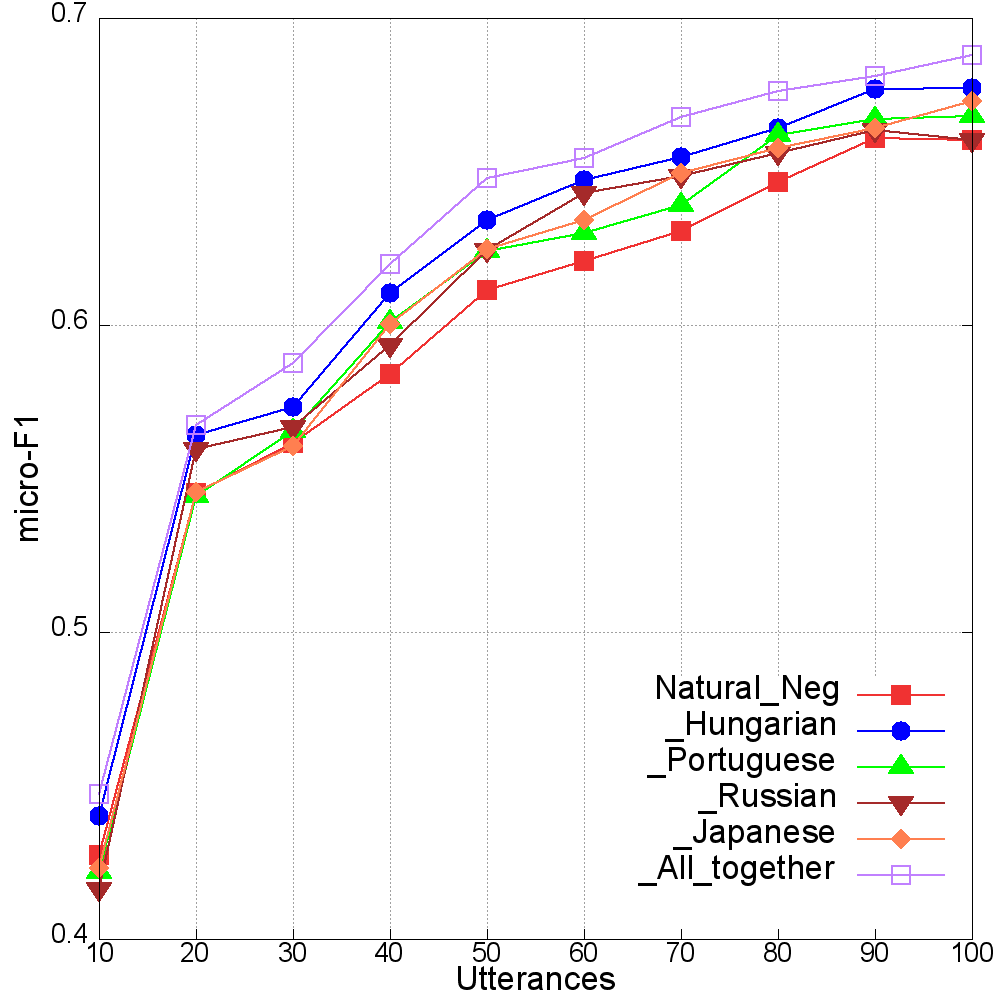 0.7
0.6
0.5
0.4
micro-F1
10 20 30 40 50 60 70 80 90 100
Utterances
Natural_Neg
_Hungarian
_Portuguese
_Russian
_Japanese
_All_together